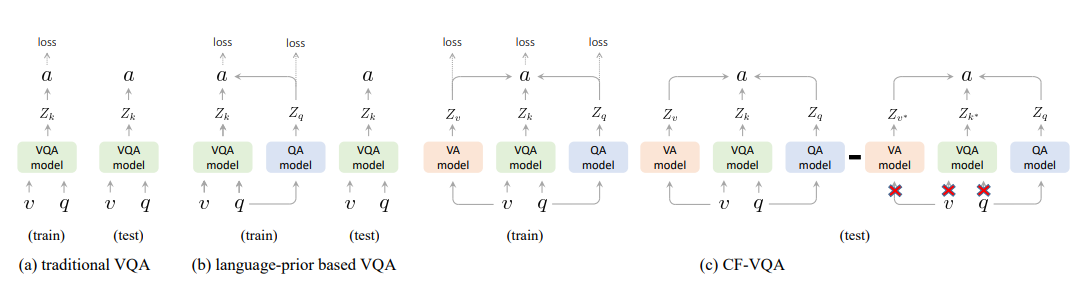 loss loss loss loss loss loss
a a a a a a a
Z_k Z_k Z_k Z_q Z_k Z_v Z_k Z_q Z_v Z_k Z_q Z_{v*} Z_{k*} Z_q
VQA model VQA model VQA model QA model VQA model VA model VQA model QA model VA model VQA model QA model - VA model VQA model QA model
v q v q v q v q v q v q v q
(train) (test) (train) (test) (train) (test)
(a) traditional VQA (b) language-prior based VQA (c) CF-VQA